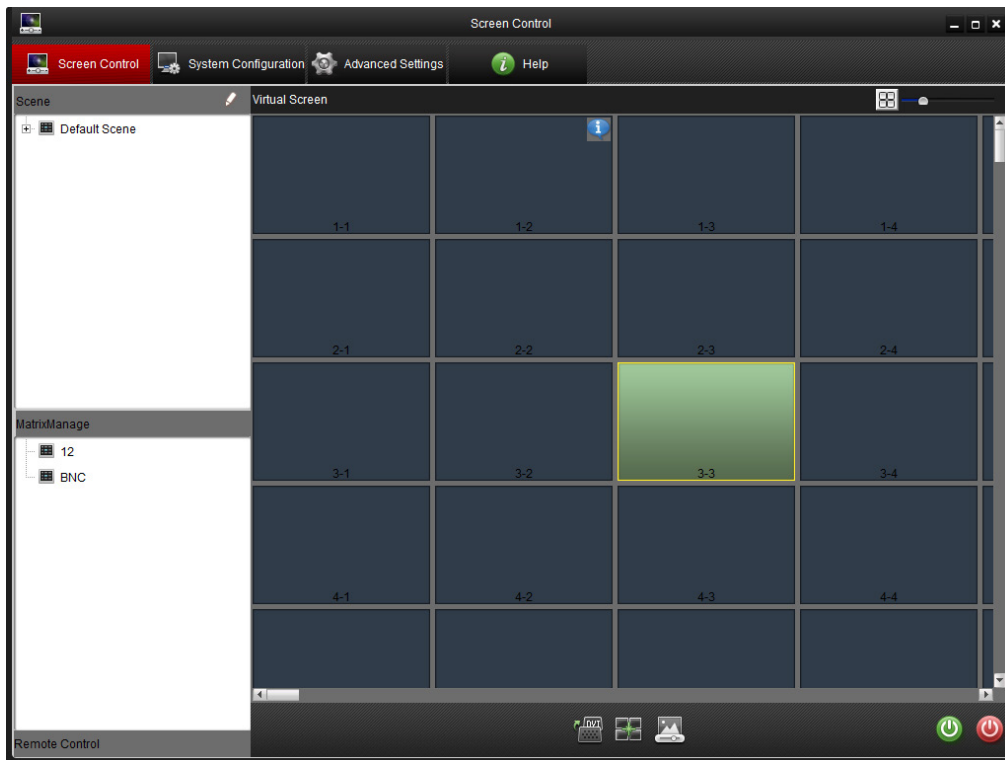 Screen Control
Screen Control
System Configuration
Advanced Settings
Help
Scene
Default Scene
MatrixManage
12
BNC
Remote Control
Virtual Screen
1-1
1-2
1-3
1-4
2-1
2-2
2-3
2-4
3-1
3-2
3-3
3-4
4-1
4-2
4-3
4-4
DVI